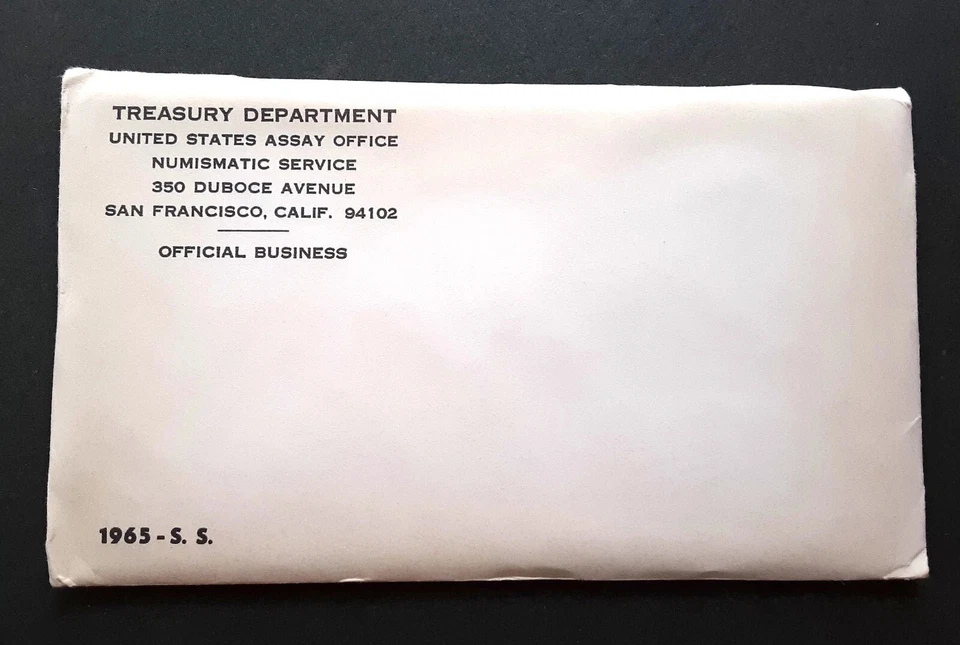 TREASURY DEPARTMENT
UNITED STATES ASSAY OFFICE
NUMISMATIC SERVICE
350 DUBOCE AVENUE
SAN FRANCISCO, CALIF. 94102
OFFICIAL BUSINESS
1965 - S. S.